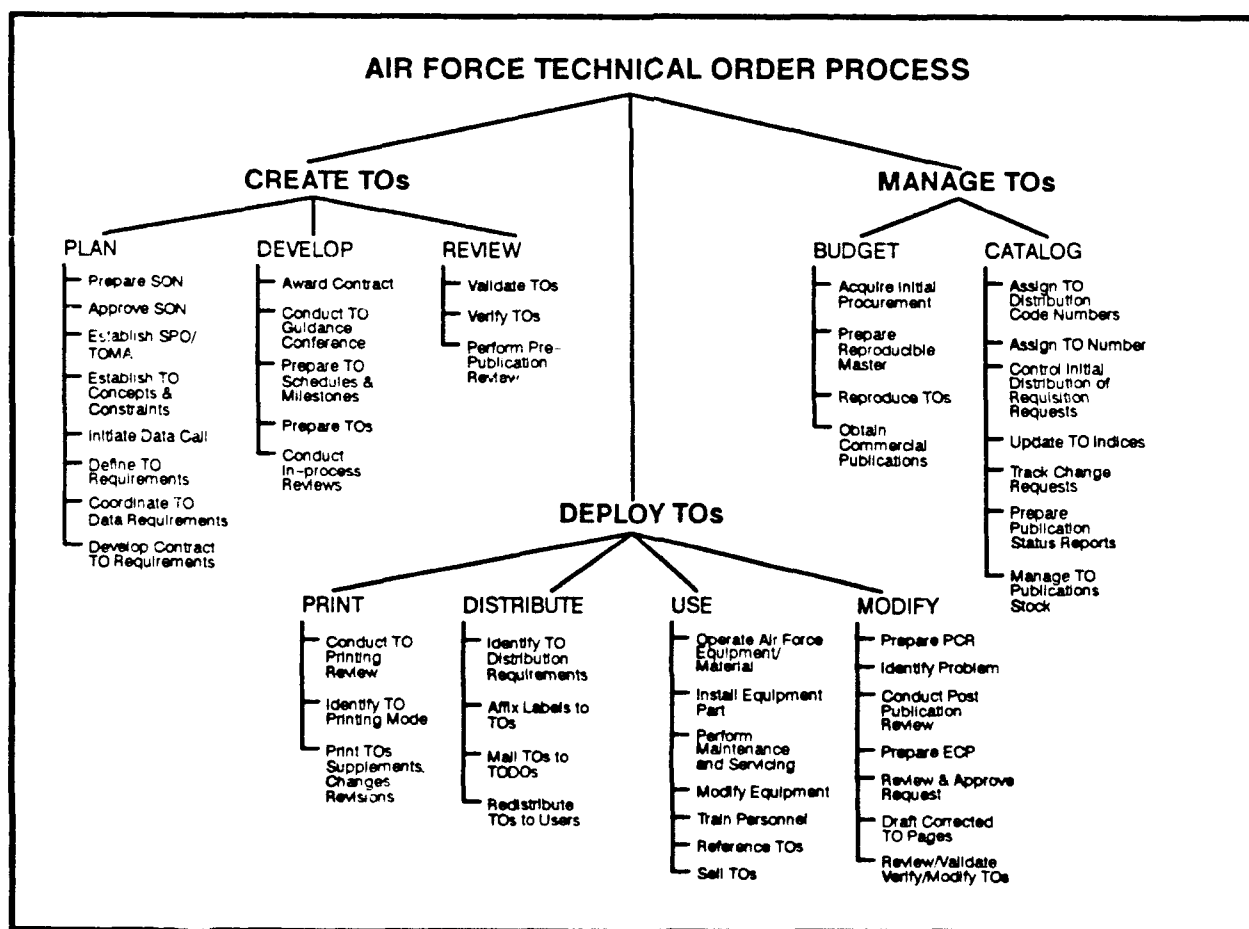 AIR FORCE TECHNICAL ORDER PROCESS
CREATE TOs
MANAGE TOs
PLAN
Prepare SON
Approve SON
Establish SPO/
TOMA
Establish TO
Concepts &
Constraints
Initiate Data Call
Define TO
Requirements
Coordinate TO
Data Requirements
Develop Contract
TO Requirements
DEVELOP
Award Contract
Conduct TO
Guidance
Conference
Prepare TO
Schedules &
Milestones
Prepare TOs
Conduct
In-process
Reviews
REVIEW
Validate TOs
Verify TOs
Perform Pre-
Publication
Review
BUDGET
Acquire Initial
Procurement
Prepare
Reproducible
Master
Reproduce TOs
Obtain
Commercial
Publications
CATALOG
Assign TO
Distribution
Code Numbers
Assign TO Number
Control Initial
Distribution of
Requisition
Requests
Update TO Indices
Track Change
Requests
Prepare
Publication
Status Reports
Manage TO
Publications
Stock
DEPLOY TOs
PRINT
Conduct TO
Printing
Review
Identify TO
Printing Mode
Print TOs
Supplements,
Changes
Revisions
DISTRIBUTE
Identify TO
Distribution
Requirements
Affix Labels to
TOs
Mail TOs to
TODOs
Redistribute
TOs to Users
USE
Operate Air Force
Equipment/
Material
Install Equipment
Part
Perform
Maintenance
and Servicing
Modify Equipment
Train Personnel
Reference TOs
Sell TOs
MODIFY
Prepare PCR
Identify Problem
Conduct Post
Publication
Review
Prepare ECP
Review & Approve
Request
Draft Corrected
TO Pages
Review/Validate
Verify/Modify TOs